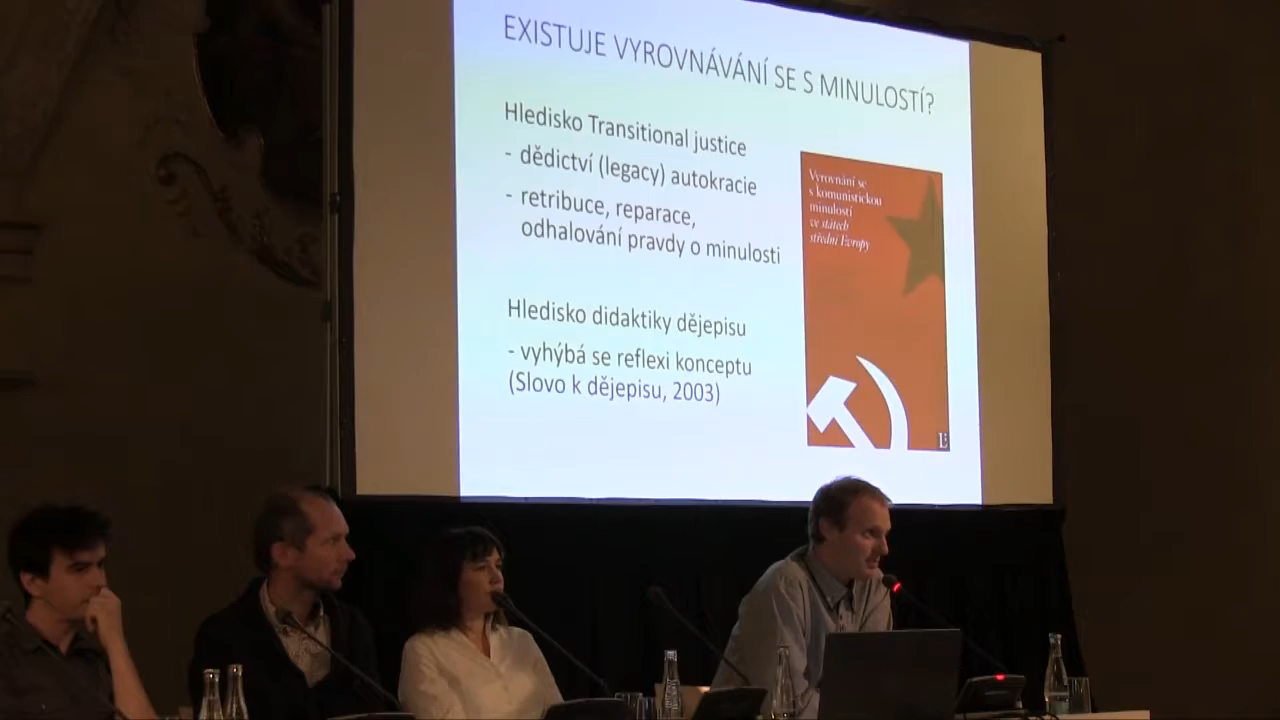 EXISTUJE VYROVNÁVÁNÍ SE S MINULOSTÍ?
Hledisko Transitional justice
- dědictví (legacy) autokracie
- retribuce, reparace,
odhalování pravdy o minulosti
Hledisko didaktiky dějepisu
- vyhýbá se reflexi konceptu
(Slovo k dějepisu, 2003)
Vyrovnání se
s komunistickou
minulostí
ve státech
střední Evropy